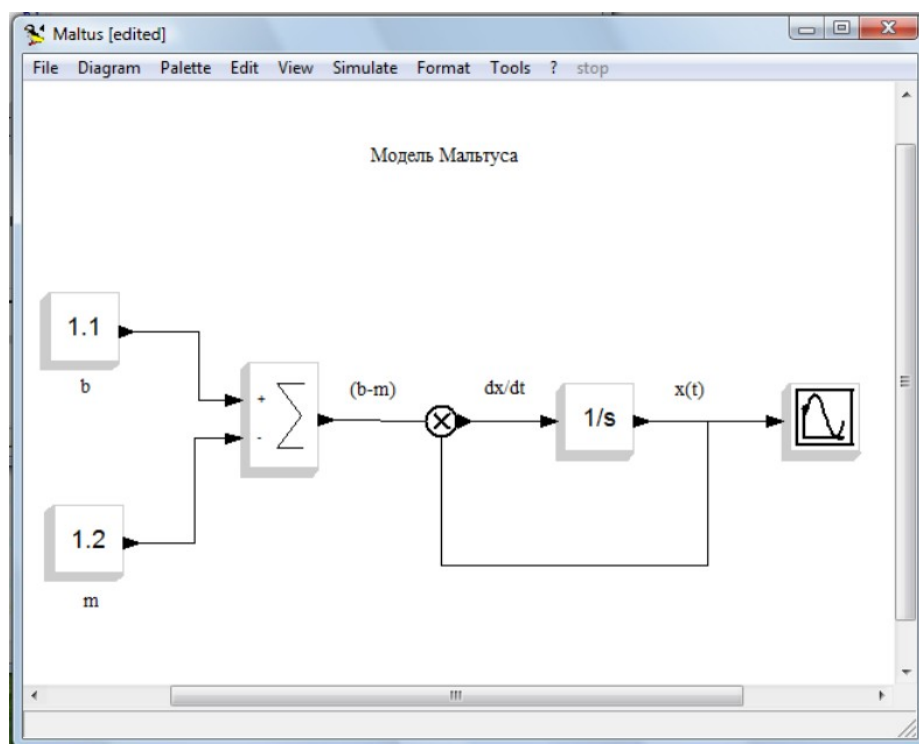 Maltus [edited]
File Diagram Palette Edit View Simulate Format Tools ? stop
Модель Мальтуса
1.1
b
+
-
Σ
(b-m)
dx/dt
1/s
x(t)
1.2
m